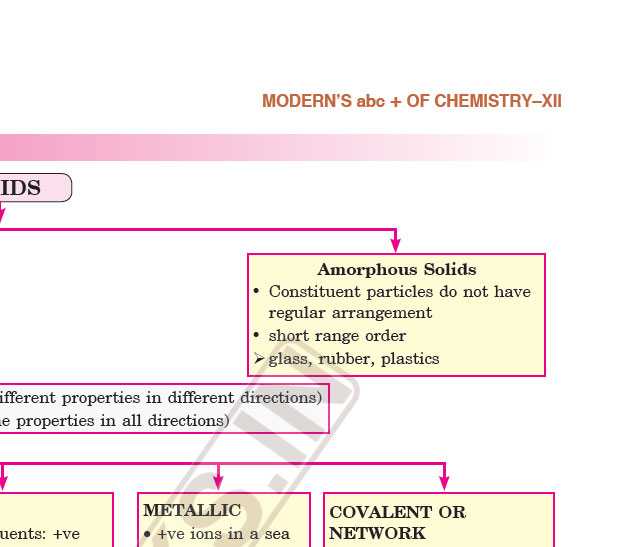 MODERN'S abc + OF CHEMISTRY–XII
IDS
Amorphous Solids
• Constituent particles do not have
regular arrangement
• short range order
➢ glass, rubber, plastics
ifferent properties in different directions)
e properties in all directions)
uents: +ve
METALLIC
• +ve ions in a sea
COVALENT OR
NETWORK
S.IN